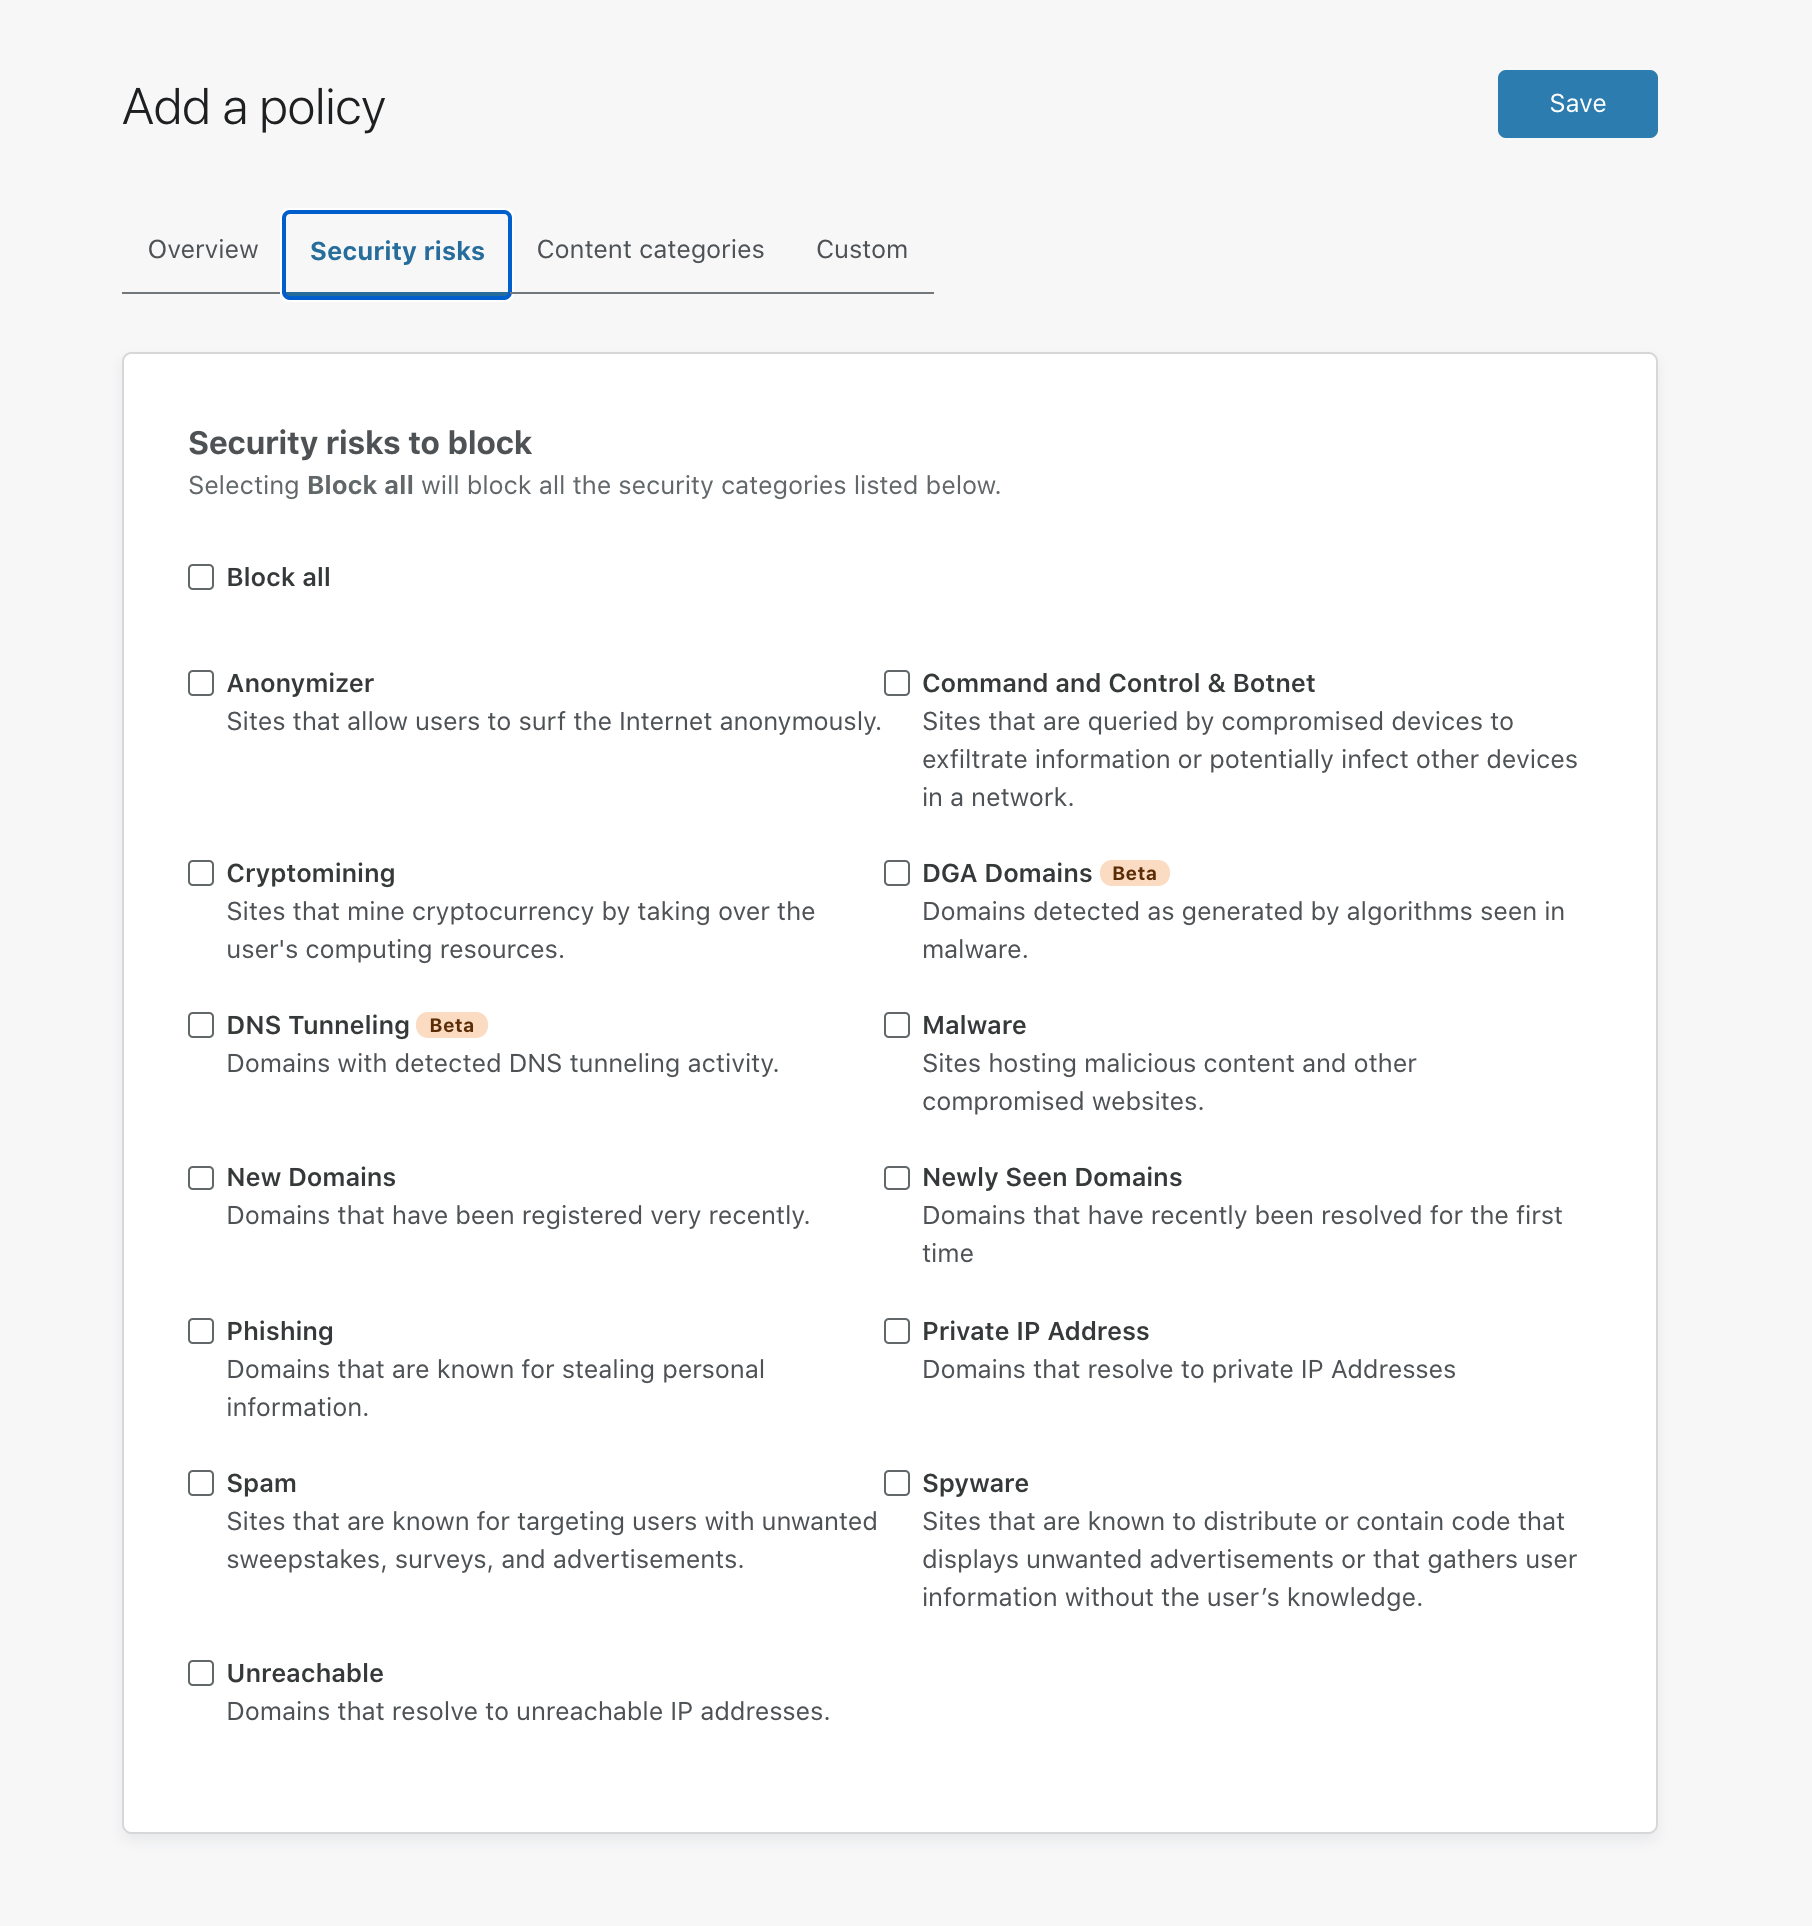 Add a policy
Save
Overview
Security risks
Content categories
Custom
Security risks to block
Selecting Block all will block all the security categories listed below.
Block all
Anonymizer
Sites that allow users to surf the Internet anonymously.
Command and Control & Botnet
Sites that are queried by compromised devices to
exfiltrate information or potentially infect other devices
in a network.
Cryptomining
Sites that mine cryptocurrency by taking over the
user's computing resources.
DGA Domains Beta
Domains detected as generated by algorithms seen in
malware.
DNS Tunneling Beta
Domains with detected DNS tunneling activity.
Malware
Sites hosting malicious content and other
compromised websites.
New Domains
Domains that have been registered very recently.
Newly Seen Domains
Domains that have recently been resolved for the first
time
Phishing
Domains that are known for stealing personal
information.
Private IP Address
Domains that resolve to private IP Addresses
Spam
Sites that are known for targeting users with unwanted
sweepstakes, surveys, and advertisements.
Spyware
Sites that are known to distribute or contain code that
displays unwanted advertisements or that gathers user
information without the user’s knowledge.
Unreachable
Domains that resolve to unreachable IP addresses.